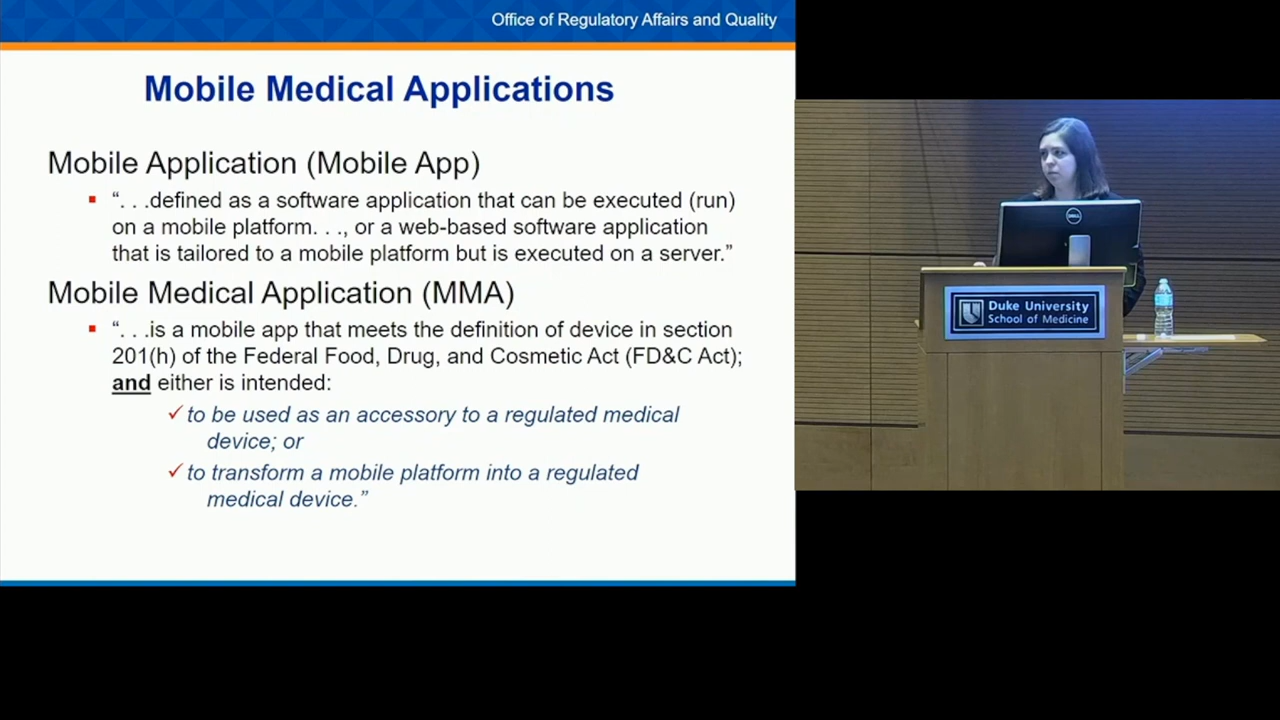 Office of Regulatory Affairs and Quality
Mobile Medical Applications
Mobile Application (Mobile App)
“. . .defined as a software application that can be executed (run)
on a mobile platform. . ., or a web-based software application
that is tailored to a mobile platform but is executed on a server.”
Mobile Medical Application (MMA)
“. . .is a mobile app that meets the definition of device in section
201(h) of the Federal Food, Drug, and Cosmetic Act (FD&C Act);
and either is intended:
to be used as an accessory to a regulated medical
device; or
to transform a mobile platform into a regulated
medical device.”
DELL
Duke University
School of Medicine